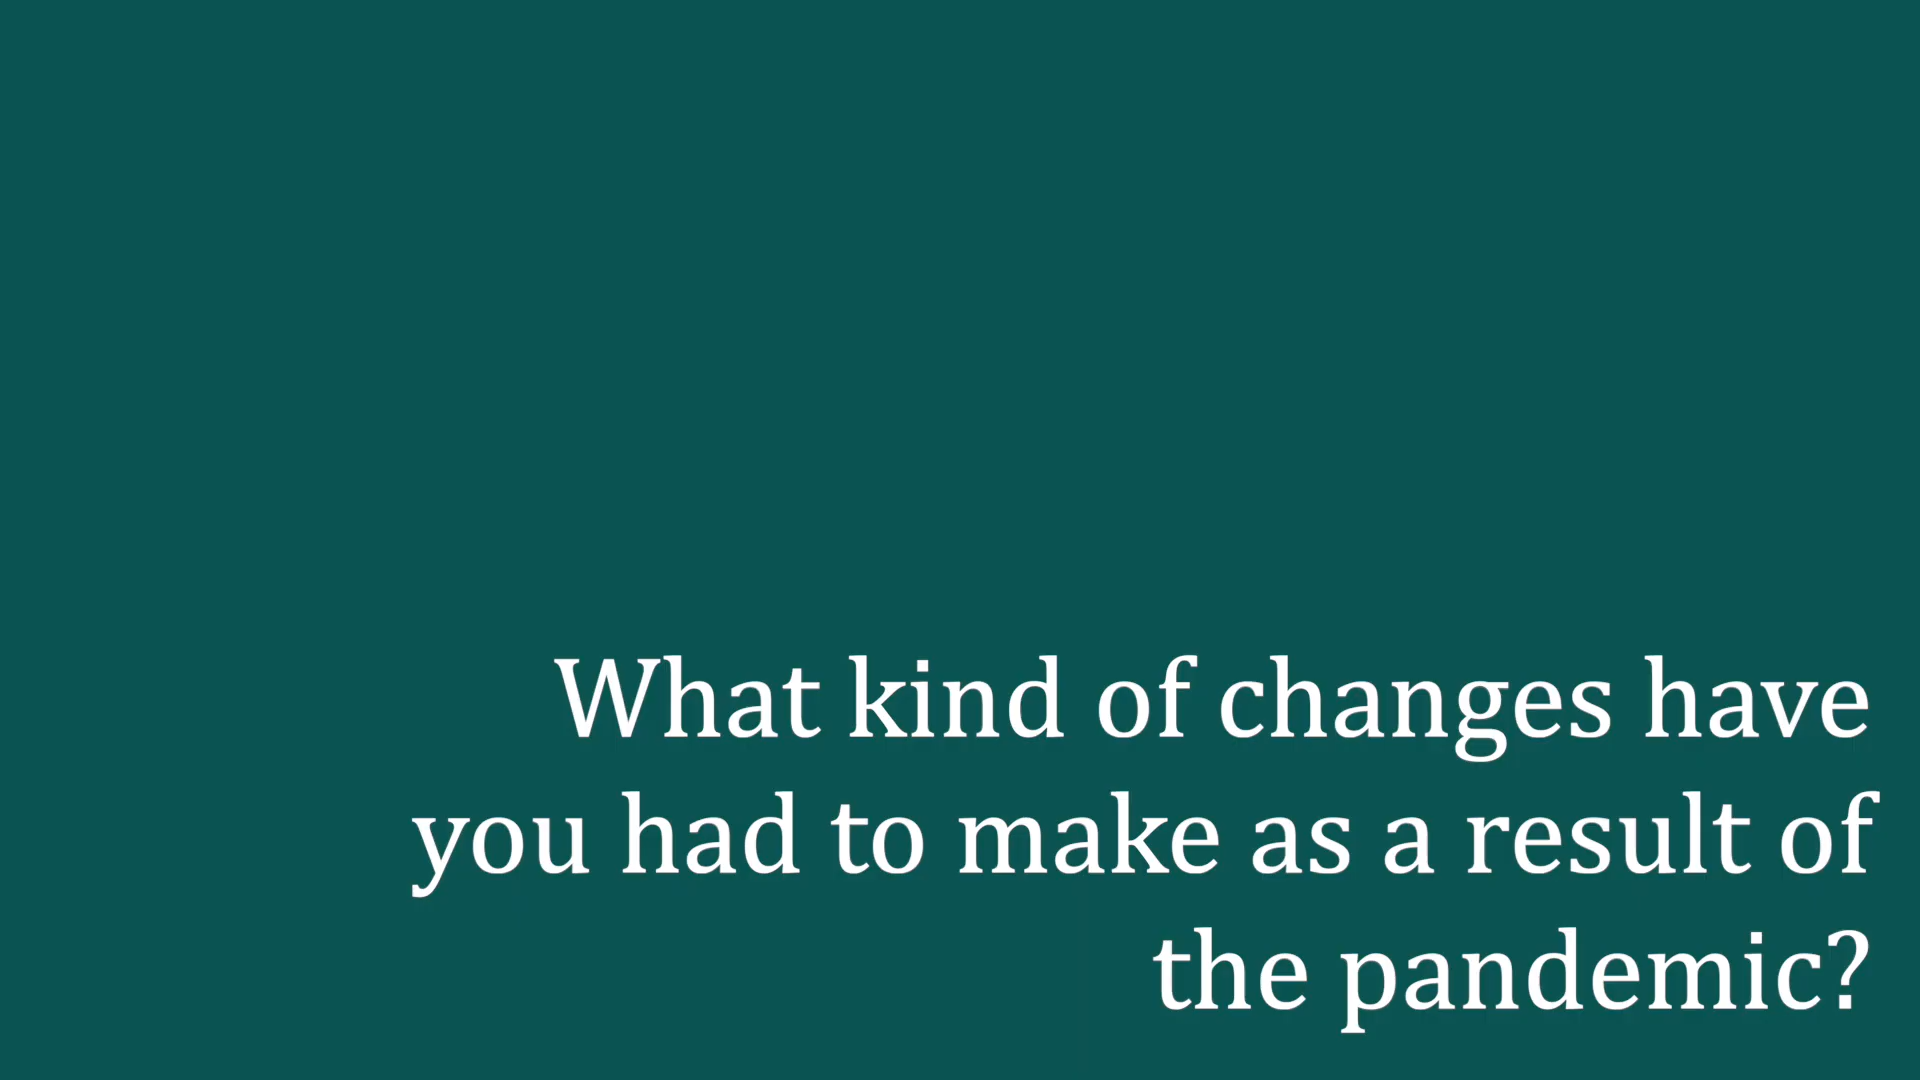 What kind of changes have
you had to make as a result of
the pandemic?